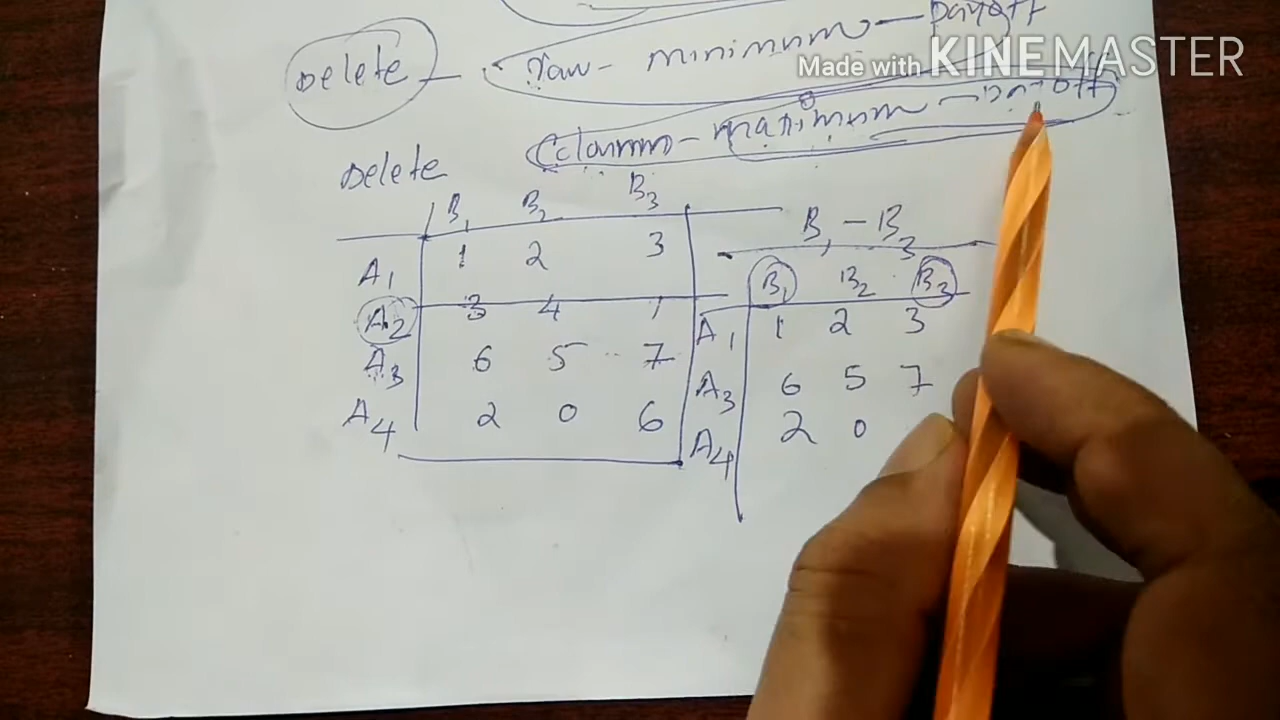 Made with KINEMASTER
Delete - Raw - minimum - payoff
Column - maximum - payoff
Delete
B1 B2 B3
A1 1 2 3
A2 3 4 1
A3 6 5 7
A4 2 0 6
B1 - B3
B1 B2 B3
A1 1 2 3
A3 6 5 7
A4 2 0